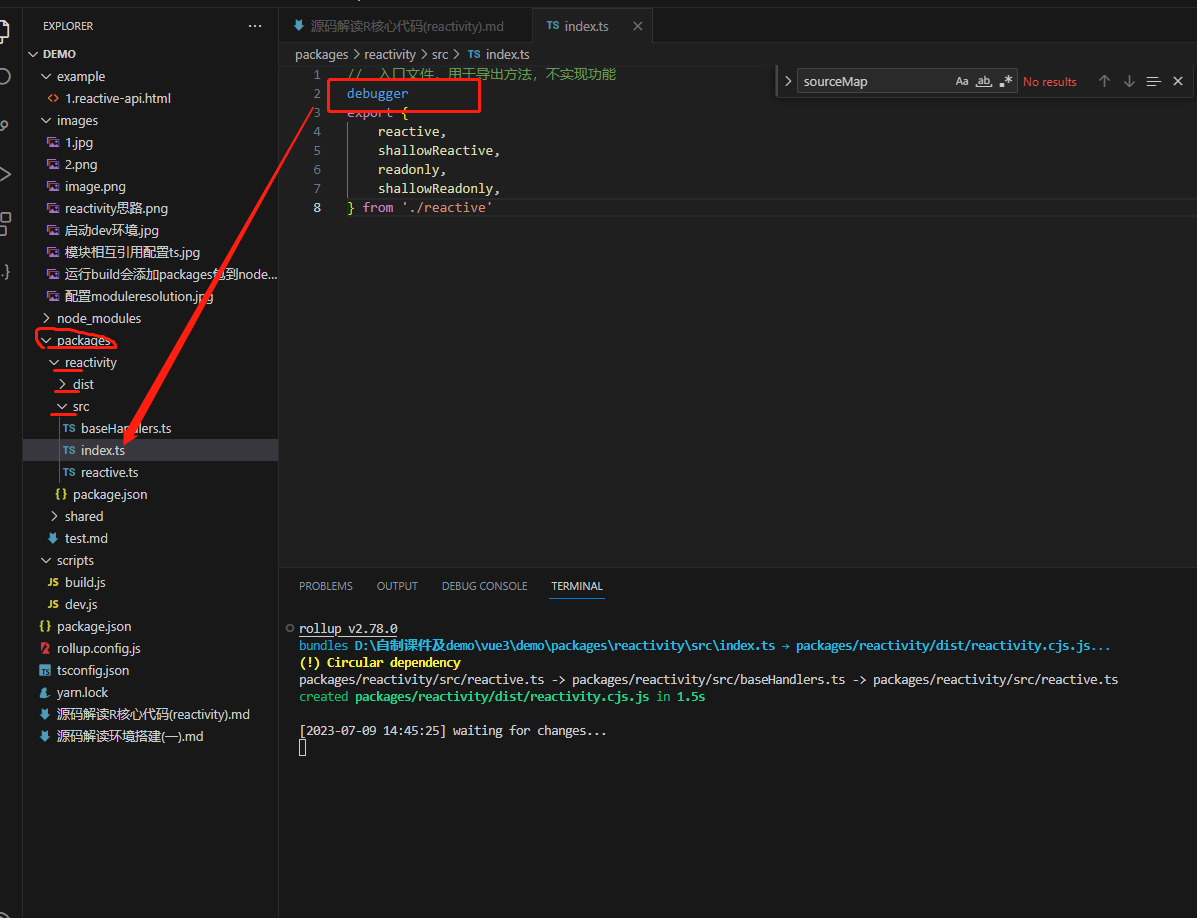 EXPLORER
DEMO
example
1.reactive-api.html
images
1.jpg
2.png
image.png
reactivity思路.png
启动dev环境.jpg
模块相互引用配置ts.jpg
运行build会添加packages包到node...
配置moduleresolution.jpg
node_modules
packages
reactivity
dist
src
TS baseHandlers.ts
TS index.ts
TS reactive.ts
{} package.json
shared
test.md
scripts
JS build.js
JS dev.js
{} package.json
rollup.config.js
TS tsconfig.json
yarn.lock
源码解读R核心代码(reactivity).md
源码解读环境搭建(一).md
源码解读R核心代码(reactivity).md
TS index.ts
packages > reactivity > src > TS index.ts
sourceMap Aa ab .* No results
1 // 入口文件，用于导出方法，不实现功能
2 debugger
3 export {
4 reactive,
5 shallowReactive,
6 readonly,
7 shallowReadonly,
8 } from './reactive'
PROBLEMS OUTPUT DEBUG CONSOLE TERMINAL
rollup v2.78.0
bundles D:\自制课件及demo\vue3\demo\packages\reactivity\src\index.ts → packages/reactivity/dist/reactivity.cjs.js...
(!) Circular dependency
packages/reactivity/src/reactive.ts -> packages/reactivity/src/baseHandlers.ts -> packages/reactivity/src/reactive.ts
created packages/reactivity/dist/reactivity.cjs.js in 1.5s
[2023-07-09 14:45:25] waiting for changes...